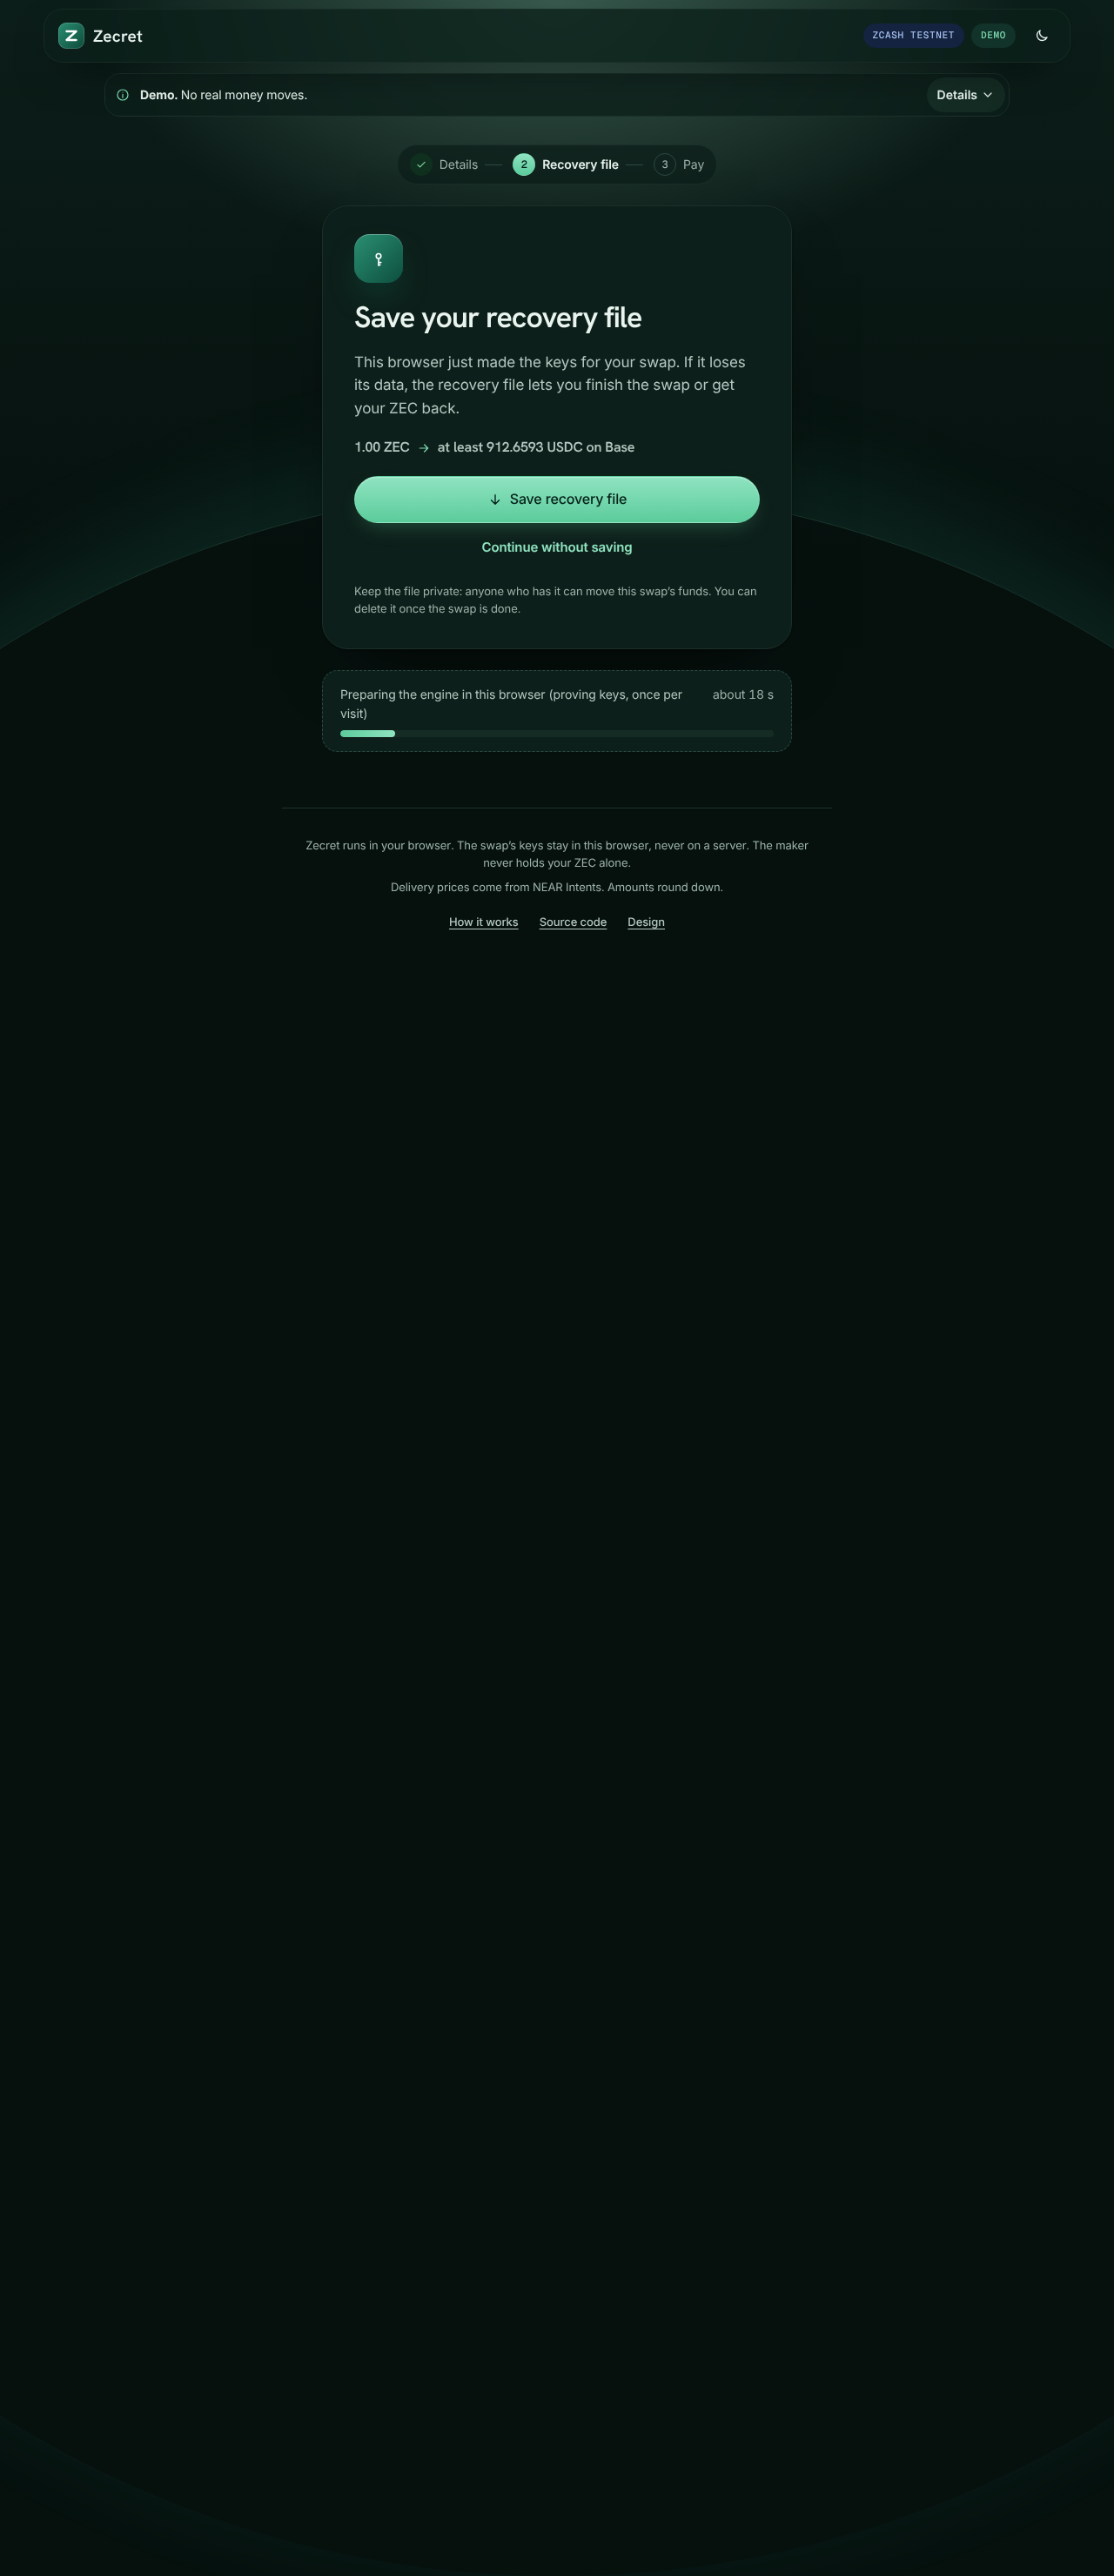 Z Zecret
ZCASH TESTNET
DEMO
Demo. No real money moves.
Details
Details
2 Recovery file
3 Pay
Save your recovery file
This browser just made the keys for your swap. If it loses
its data, the recovery file lets you finish the swap or get
your ZEC back.
1.00 ZEC → at least 912.6593 USDC on Base
↓ Save recovery file
Continue without saving
Keep the file private: anyone who has it can move this swap’s funds. You can
delete it once the swap is done.
Preparing the engine in this browser (proving keys, once per
visit)
about 18 s
Zecret runs in your browser. The swap’s keys stay in this browser, never on a server. The maker
never holds your ZEC alone.
Delivery prices come from NEAR Intents. Amounts round down.
How it works
Source code
Design